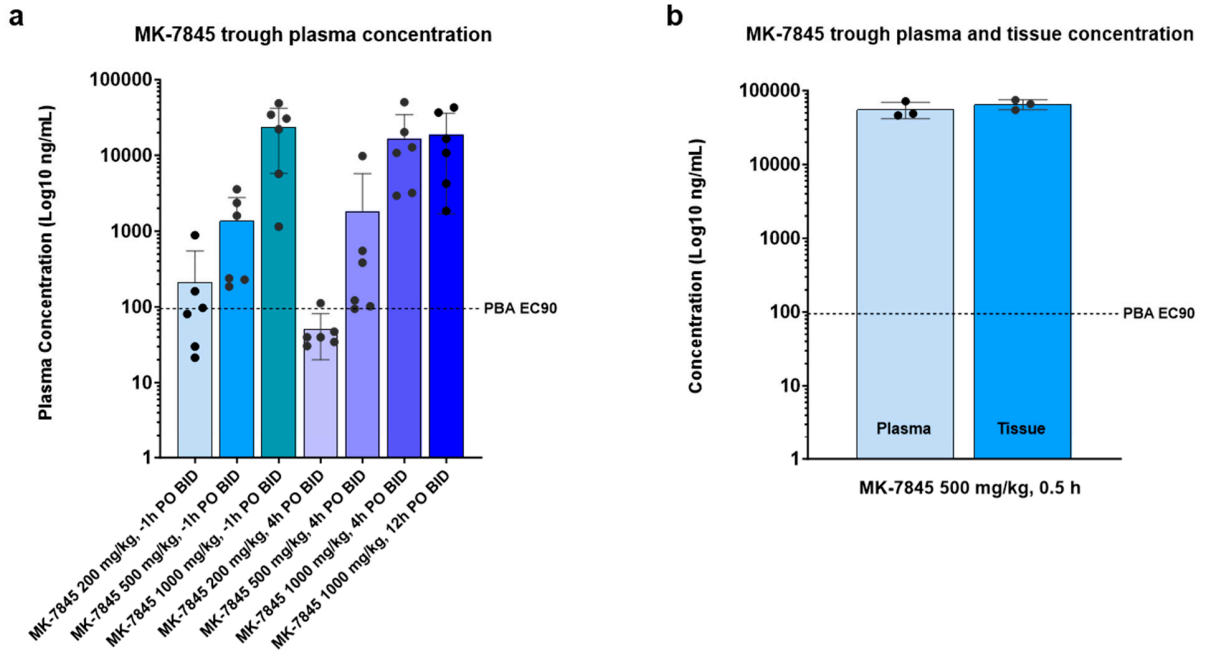 a
MK-7845 trough plasma concentration
Plasma Concentration (Log10 ng/mL)
100000
10000
1000
100
10
1
PBA EC90
MK-7845 200 mg/kg, -1h PO BID
MK-7845 500 mg/kg, -1h PO BID
MK-7845 1000 mg/kg, -1h PO BID
MK-7845 200 mg/kg, 4h PO BID
MK-7845 500 mg/kg, 4h PO BID
MK-7845 1000 mg/kg, 4h PO BID
MK-7845 1000 mg/kg, 12h PO BID
b
MK-7845 trough plasma and tissue concentration
Concentration (Log10 ng/mL)
100000
10000
1000
100
10
1
PBA EC90
Plasma
Tissue
MK-7845 500 mg/kg, 0.5 h